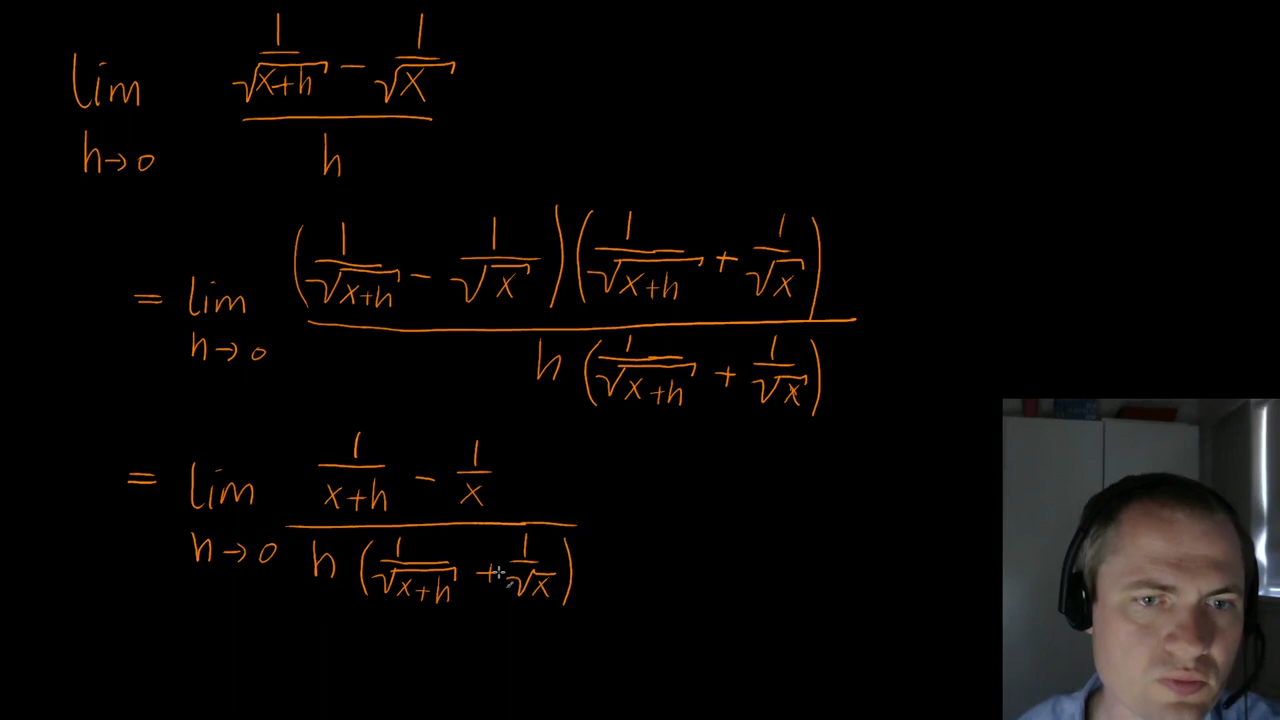 lim h→0 (1/√(x+h) − 1/√x) / h
= lim h→0 ((1/√(x+h) − 1/√x)(1/√(x+h) + 1/√x)) / (h (1/√(x+h) + 1/√x))
= lim h→0 (1/(x+h) − 1/x) / (h (1/√(x+h) + 1/√x))